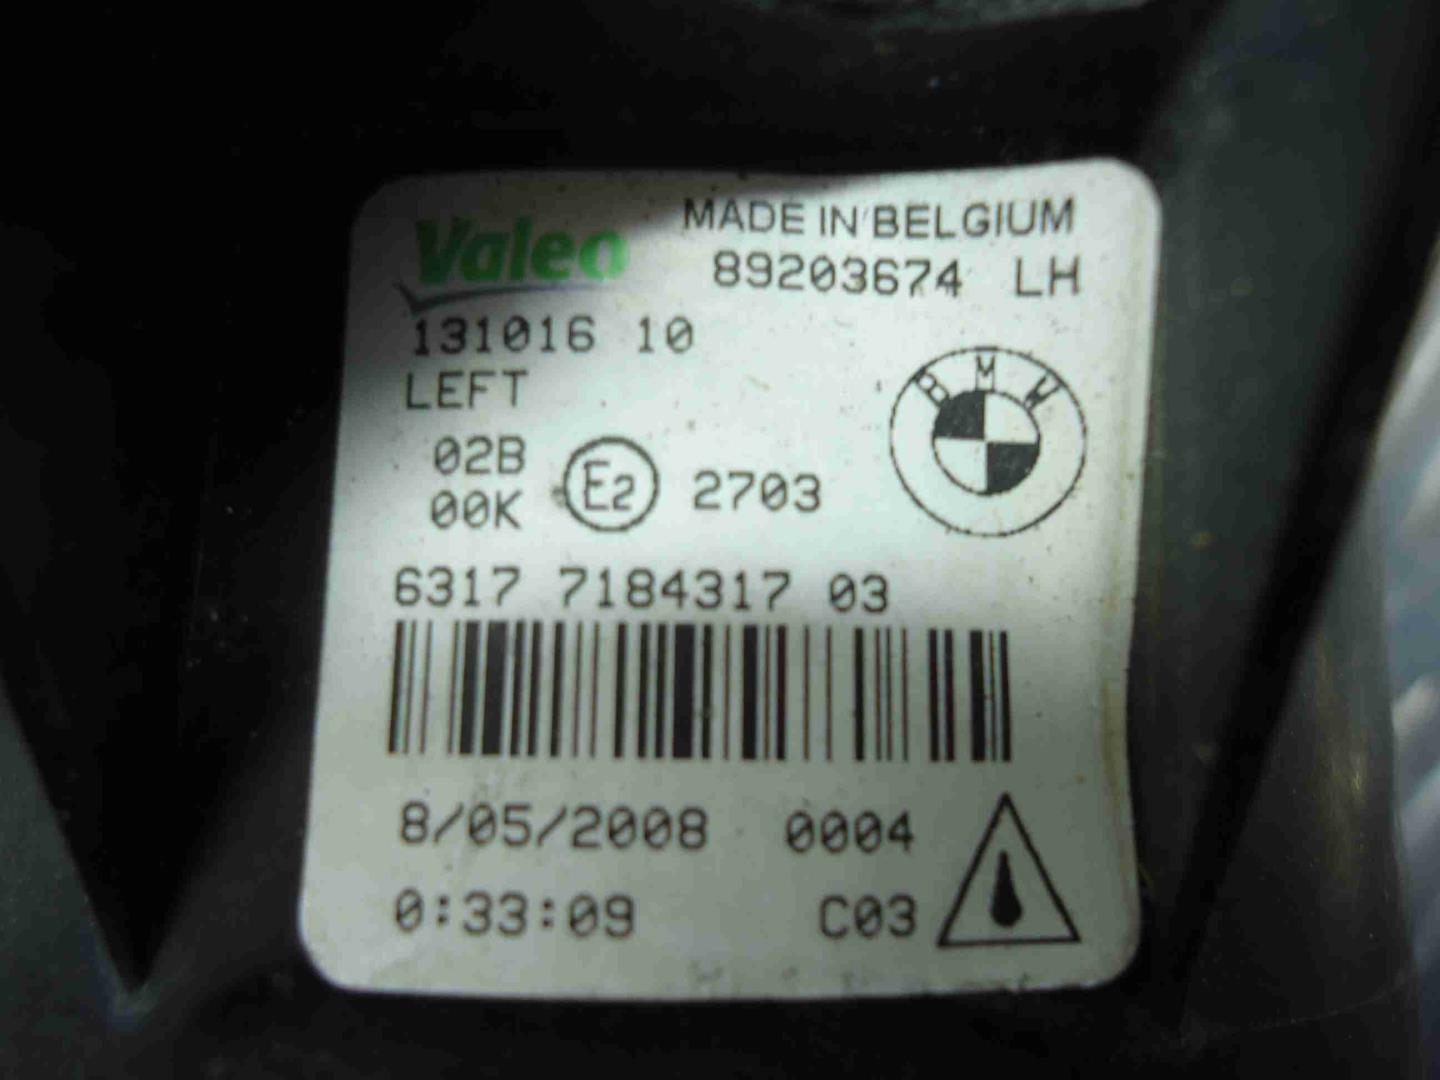 Valeo MADE IN BELGIUM
89203674 LH
131016 10
LEFT
BMW
02B
00K E2 2703
6317 7184317 03
8/05/2008 0004
0:33:09 C03